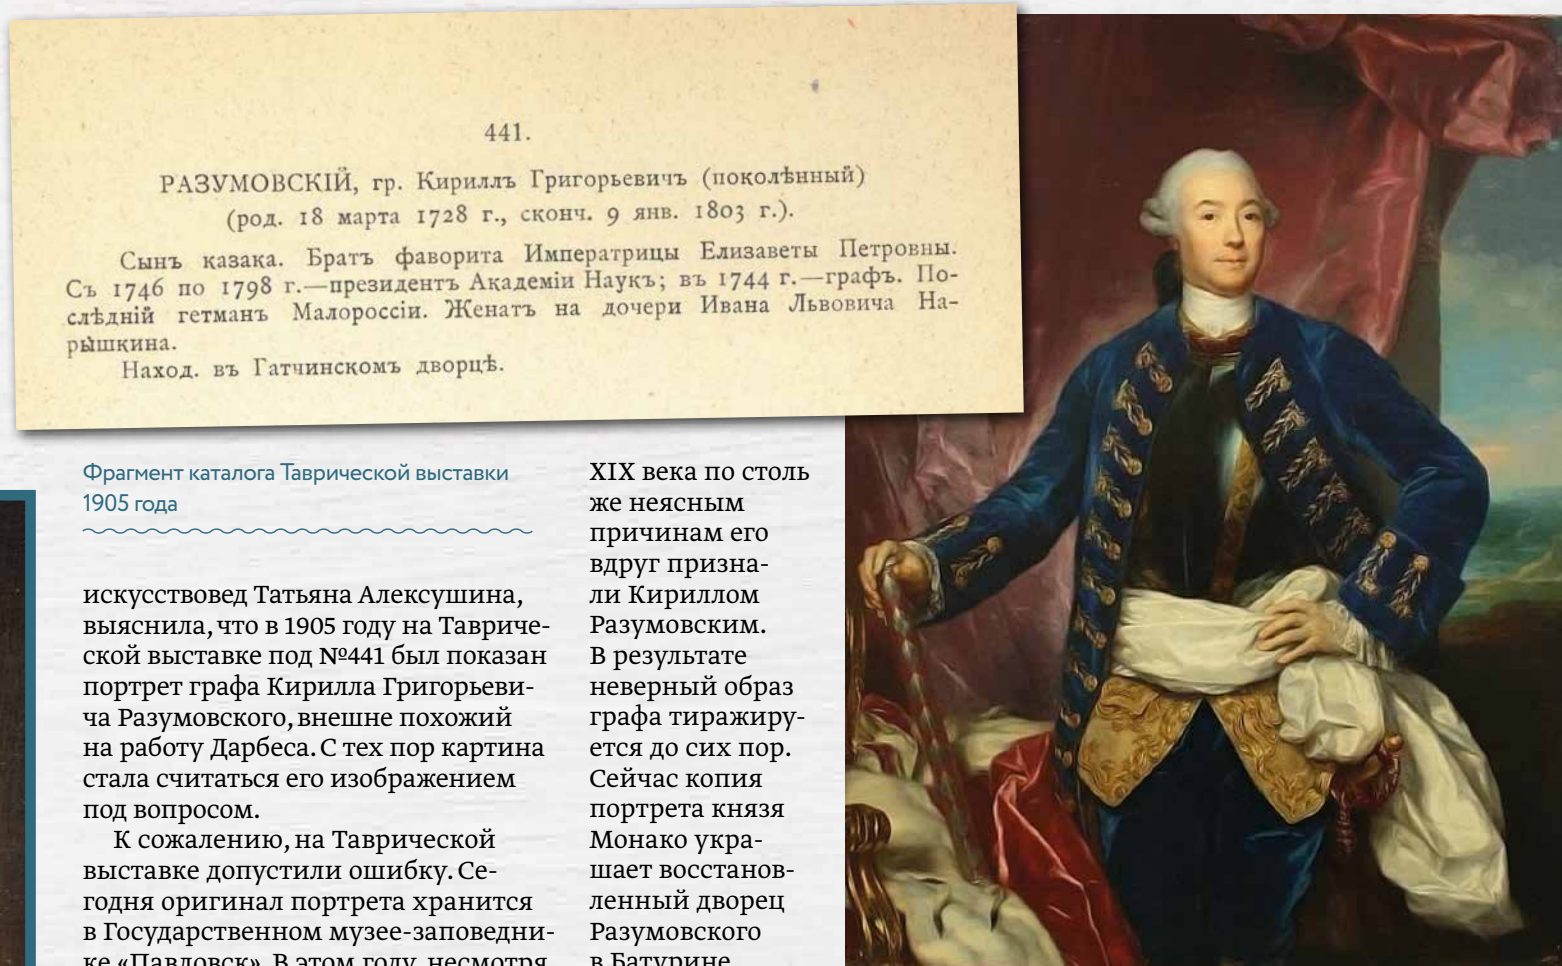 441.
РАЗУМОВСКІЙ, гр. Кириллъ Григорьевичъ (поколѣнный)
(род. 18 марта 1728 г., сконч. 9 янв. 1803 г.).
Сынъ казака. Братъ фаворита Императрицы Елизаветы Петровны.
Съ 1746 по 1798 г.—президентъ Академіи Наукъ; въ 1744 г.—графъ. По-
слѣдній гетманъ Малороссіи. Женатъ на дочери Ивана Львовича На-
рышкина.
Наход. въ Гатчинскомъ дворцѣ.
Фрагмент каталога Таврической выставки
1905 года
искусствовед Татьяна Алексушина,
выяснила, что в 1905 году на Тавриче-
ской выставке под №441 был показан
портрет графа Кирилла Григорьеви-
ча Разумовского, внешне похожий
на работу Дарбеса. С тех пор картина
стала считаться его изображением
под вопросом.
К сожалению, на Таврической
выставке допустили ошибку. Се-
годня оригинал портрета хранится
в Государственном музее-заповедни-
ке «Павловск». В этом году, несмотря
XIX века по столь
же неясным
причинам его
вдруг призна-
ли Кириллом
Разумовским.
В результате
неверный образ
графа тиражиру-
ется до сих пор.
Сейчас копия
портрета князя
Монако укра-
шает восстанов-
ленный дворец
Разумовского
в Батурине